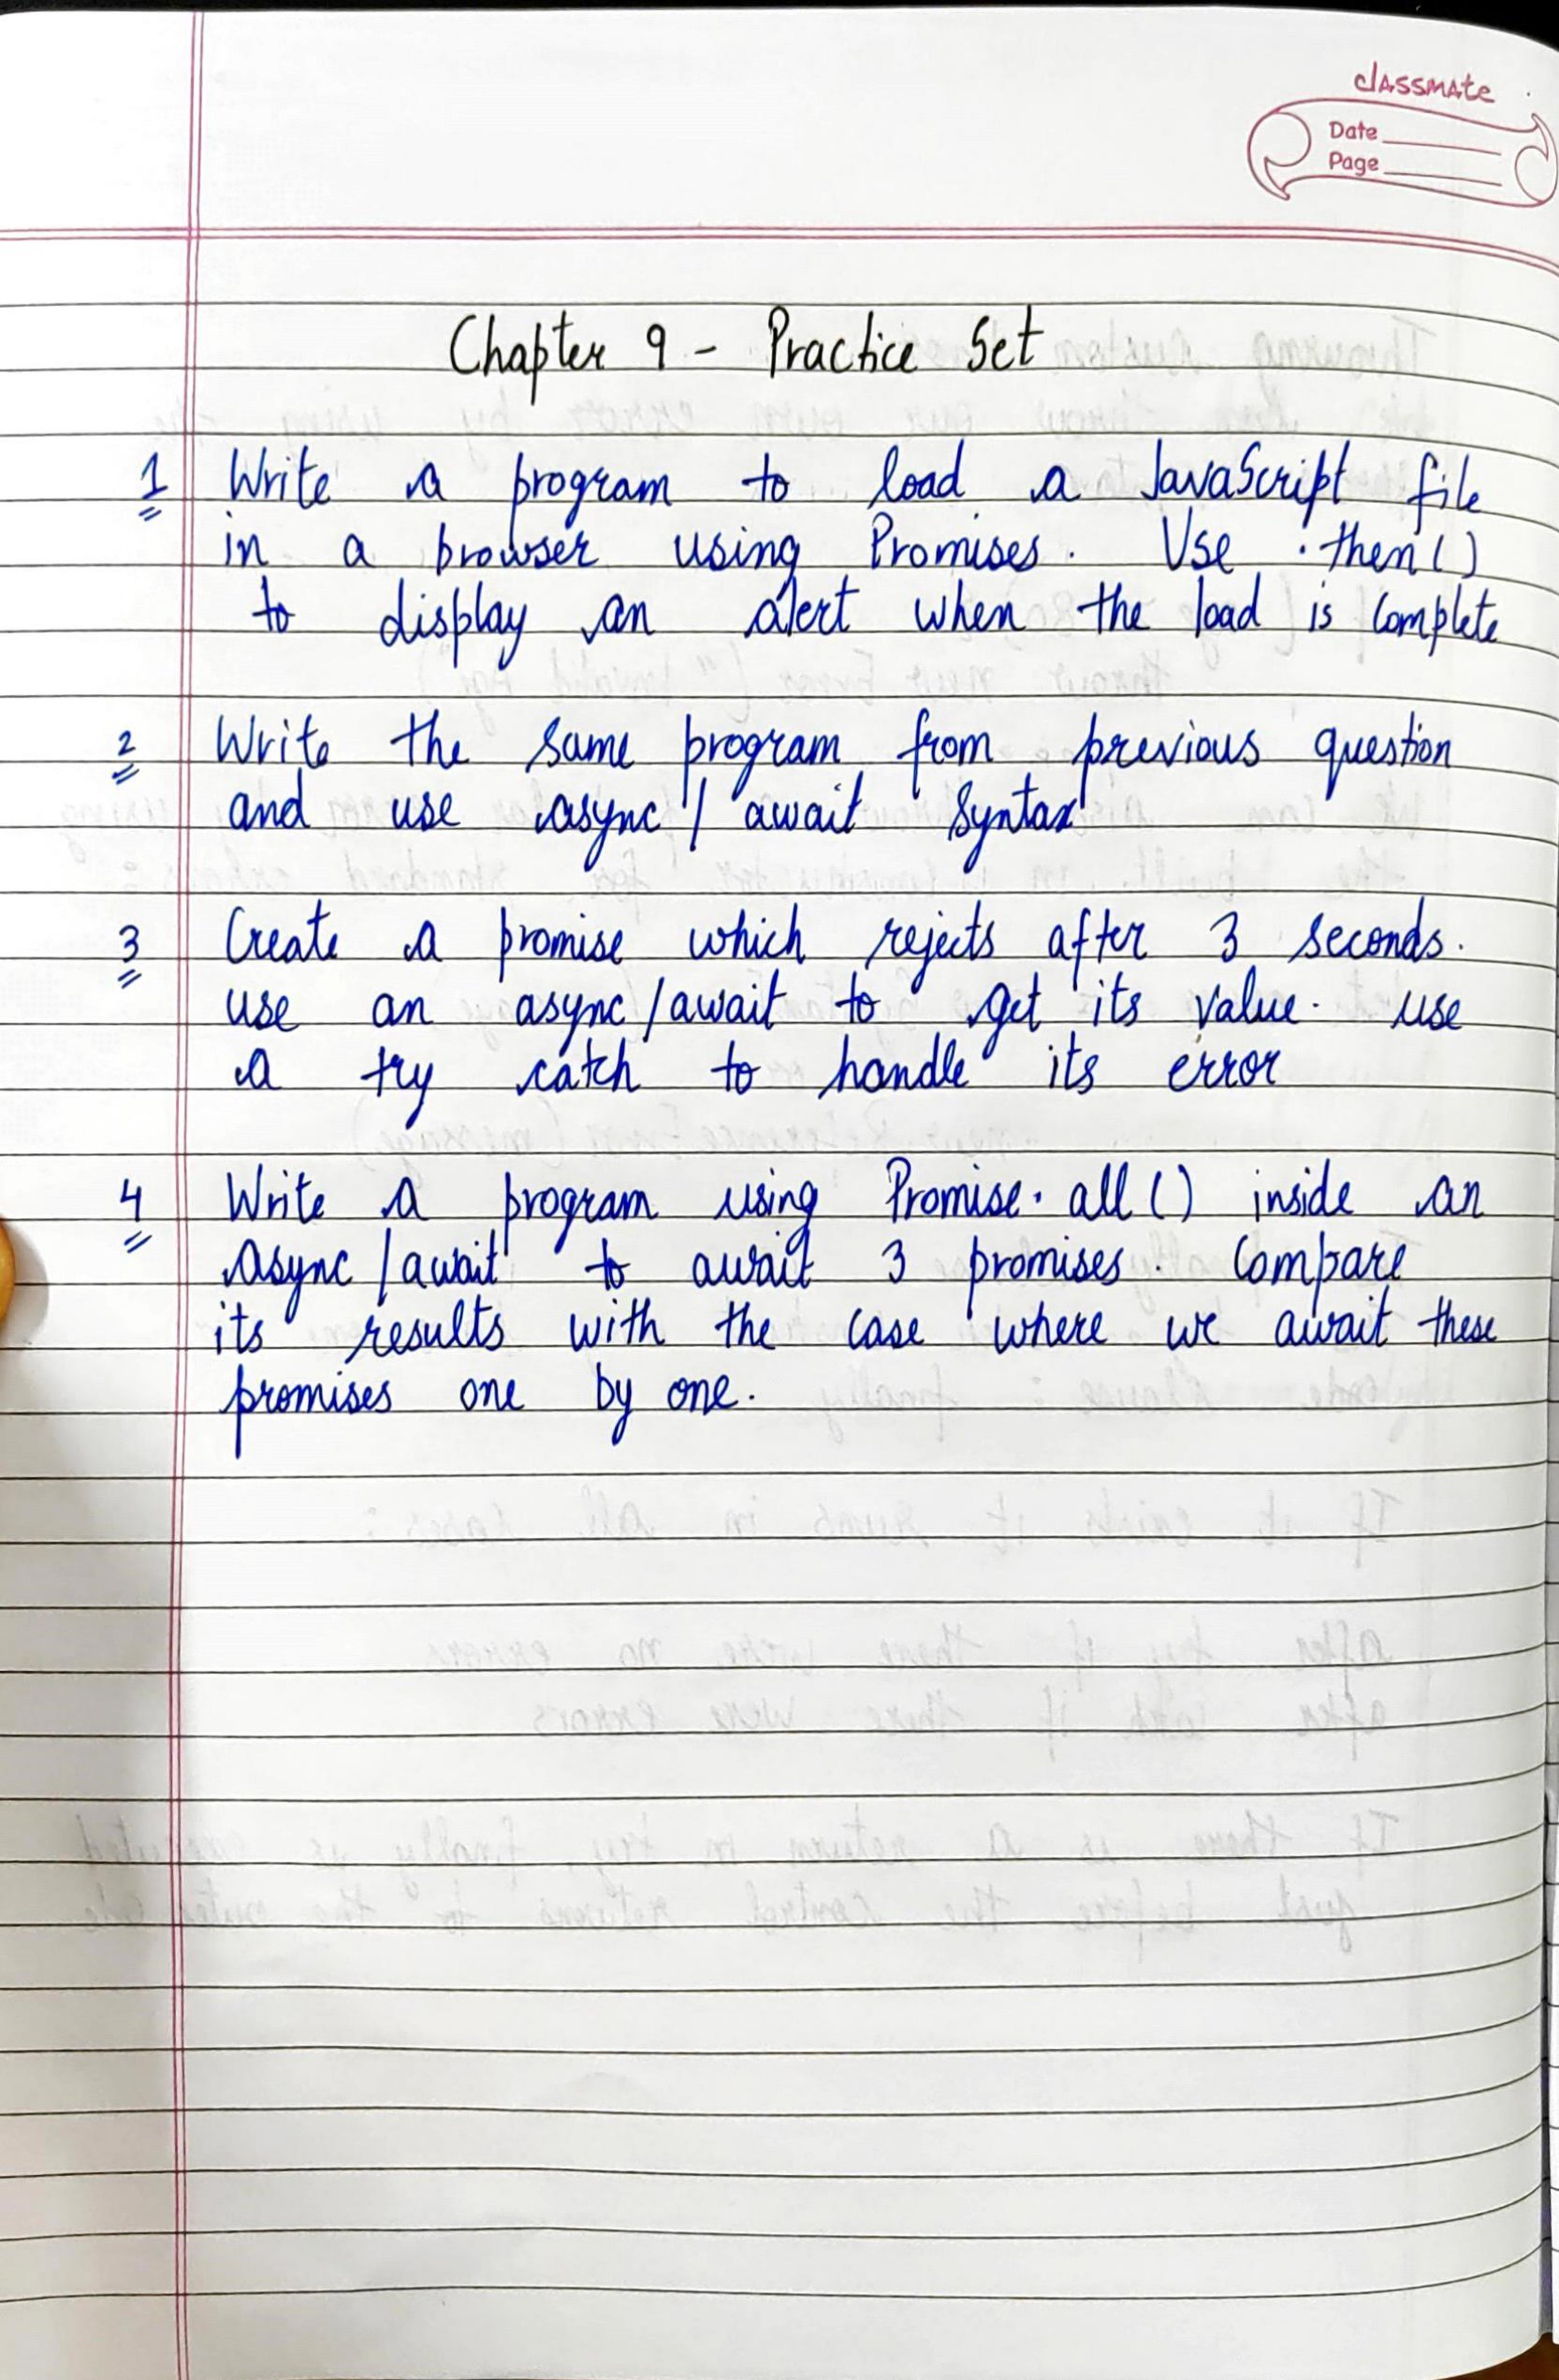 classmate
Date
Page
Chapter 9 - Practice Set
1 Write a program to load a JavaScript file
in a browser using Promises. Use .then()
to display an alert when the load is complete
2 Write the same program from previous question
and use async / await syntax
3 Create a promise which rejects after 3 seconds.
use an async/await to get its value. use
a try catch to handle its error
4 Write a program using Promise.all() inside an
async/await to await 3 promises. Compare
its results with the case where we await these
promises one by one.